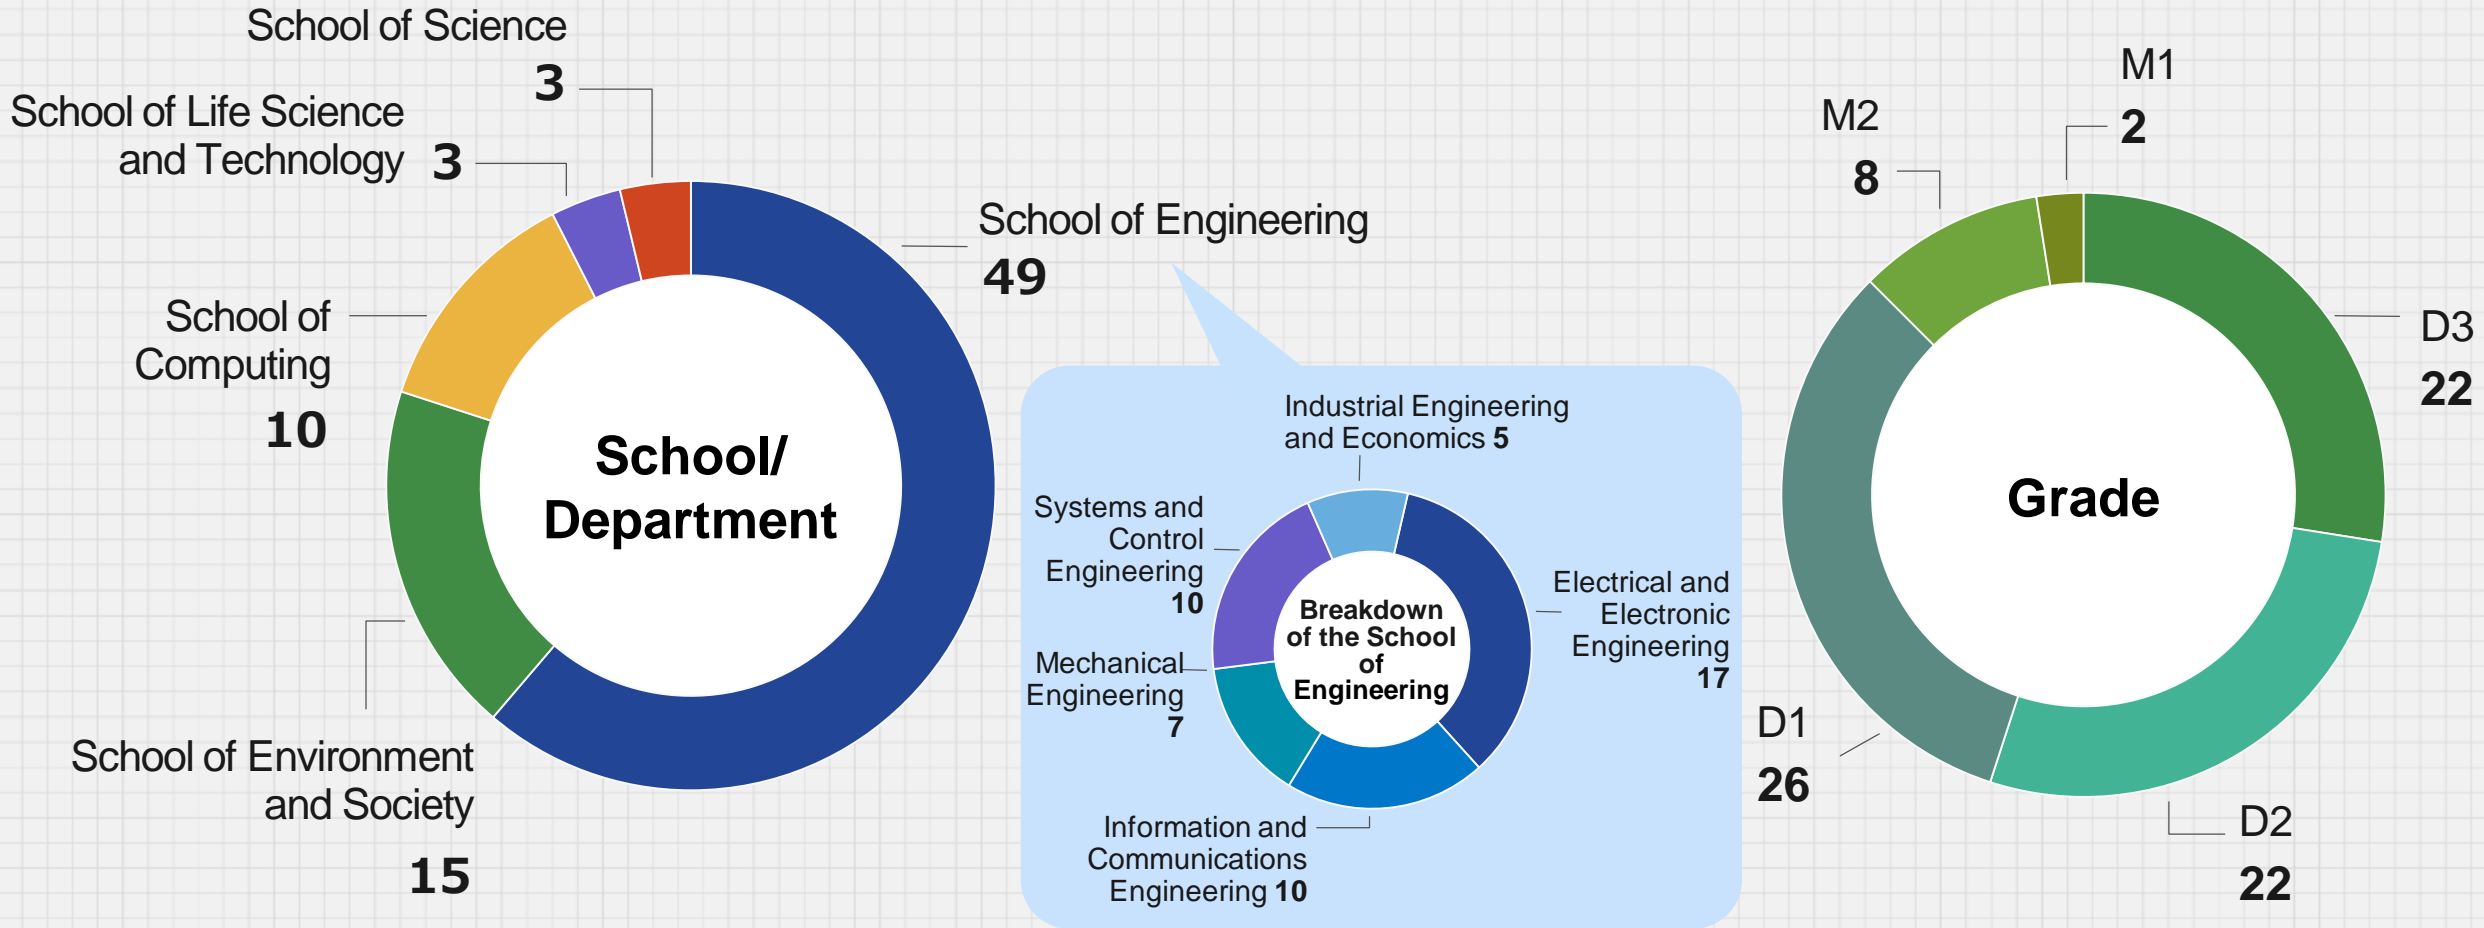 School of Science
3
School of Life Science
and Technology 3
School of Engineering
49
School of
Computing
10
School/
Department
School of Environment
and Society
15
Industrial Engineering
and Economics 5
Systems and
Control
Engineering
10
Electrical and
Electronic
Engineering
17
Breakdown
of the School
of
Engineering
Mechanical
Engineering
7
Information and
Communications
Engineering 10
M1
2
M2
8
D3
22
Grade
D1
26
D2
22